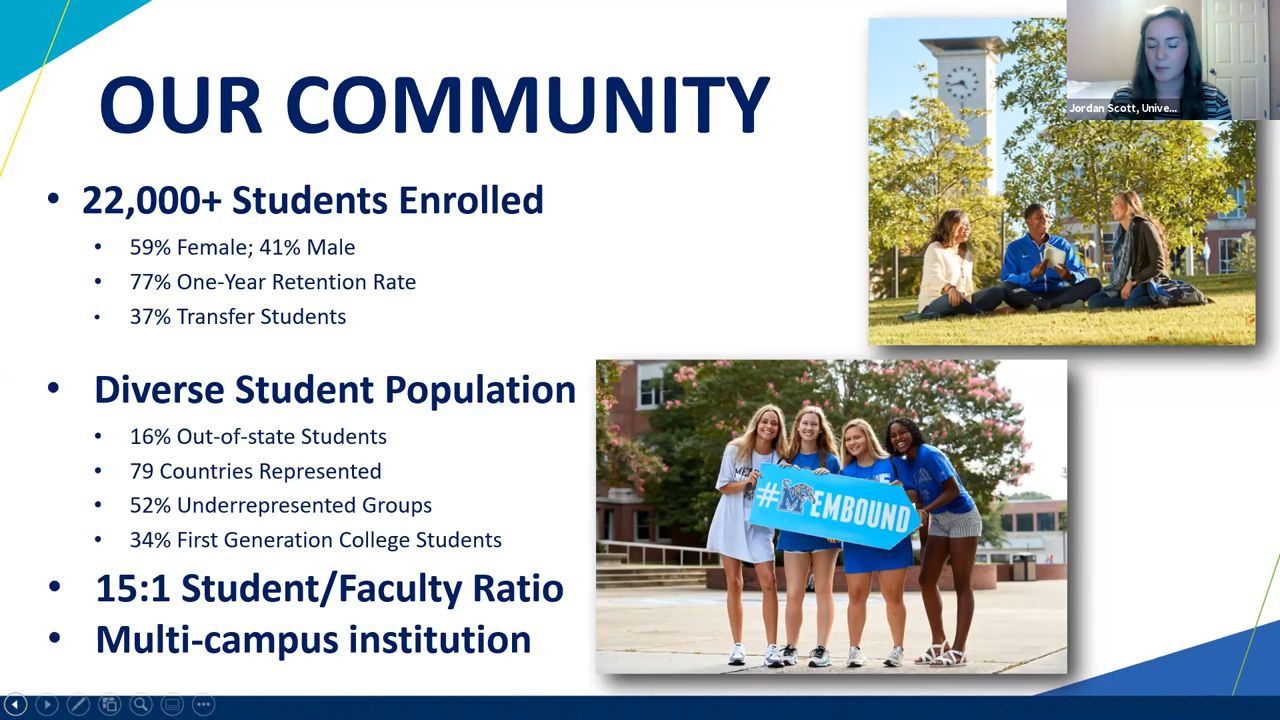 OUR COMMUNITY
Jordan Scott, Unive...
• 22,000+ Students Enrolled
• 59% Female; 41% Male
• 77% One-Year Retention Rate
• 37% Transfer Students
• Diverse Student Population
• 16% Out-of-state Students
• 79 Countries Represented
• 52% Underrepresented Groups
• 34% First Generation College Students
#MEMBOUND
• 15:1 Student/Faculty Ratio
• Multi-campus institution